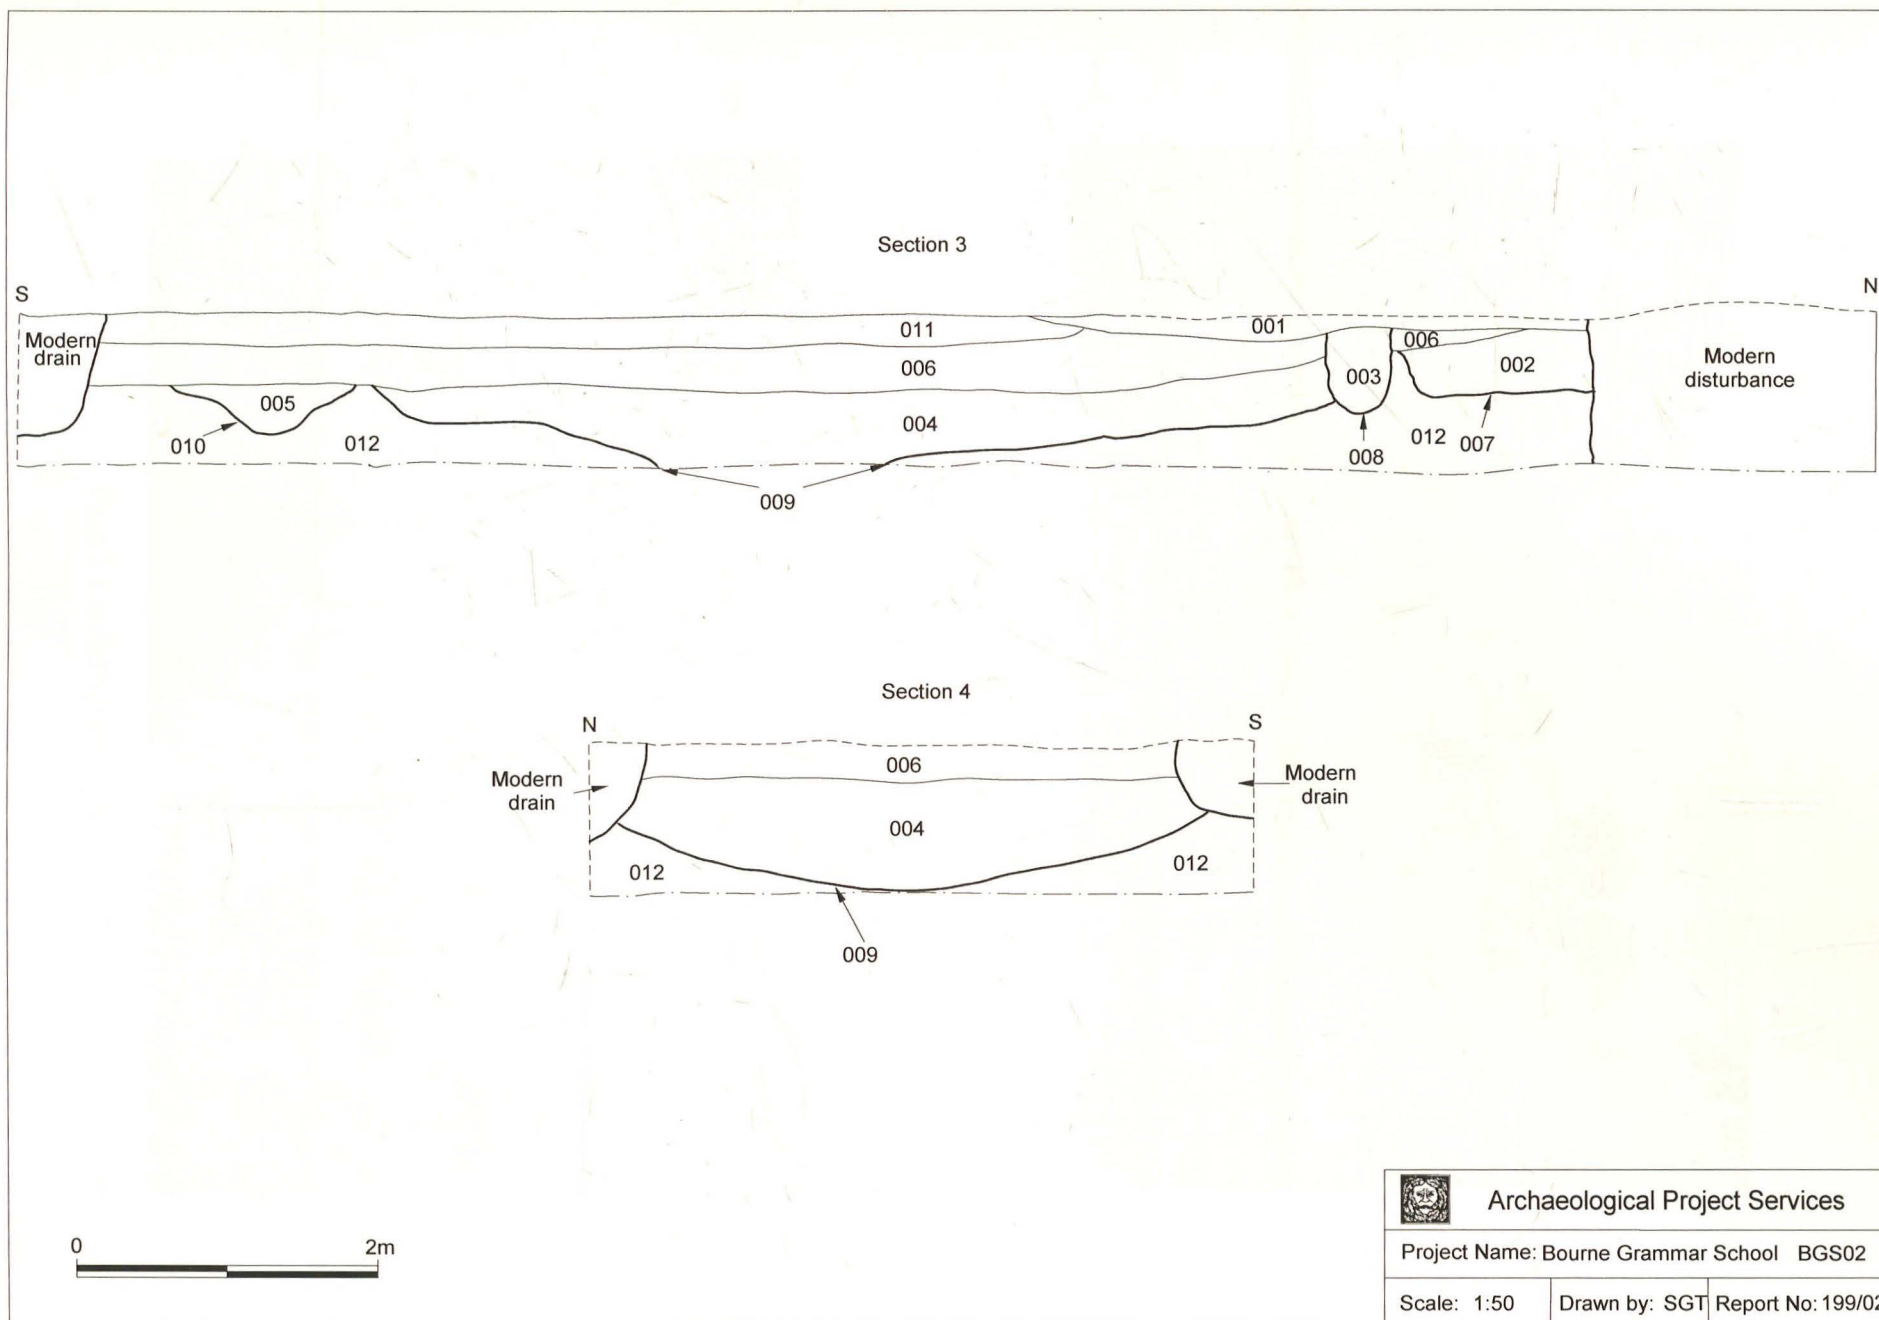 Section 3
S
N
Modern
drain
011
001
006
006
003
002
Modern
disturbance
005
004
010
012
012
007
008
009
Section 4
N
S
006
Modern
drain
Modern
drain
004
012
012
009
0
2m
Archaeological Project Services
Project Name: Bourne Grammar School BGS02
Scale: 1:50
Drawn by: SGT
Report No: 199/02